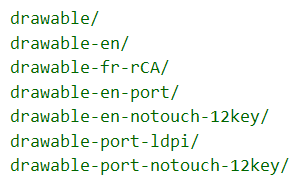 drawable/
drawable-en/
drawable-fr-rCA/
drawable-en-port/
drawable-en-notouch-12key/
drawable-port-ldpi/
drawable-port-notouch-12key/